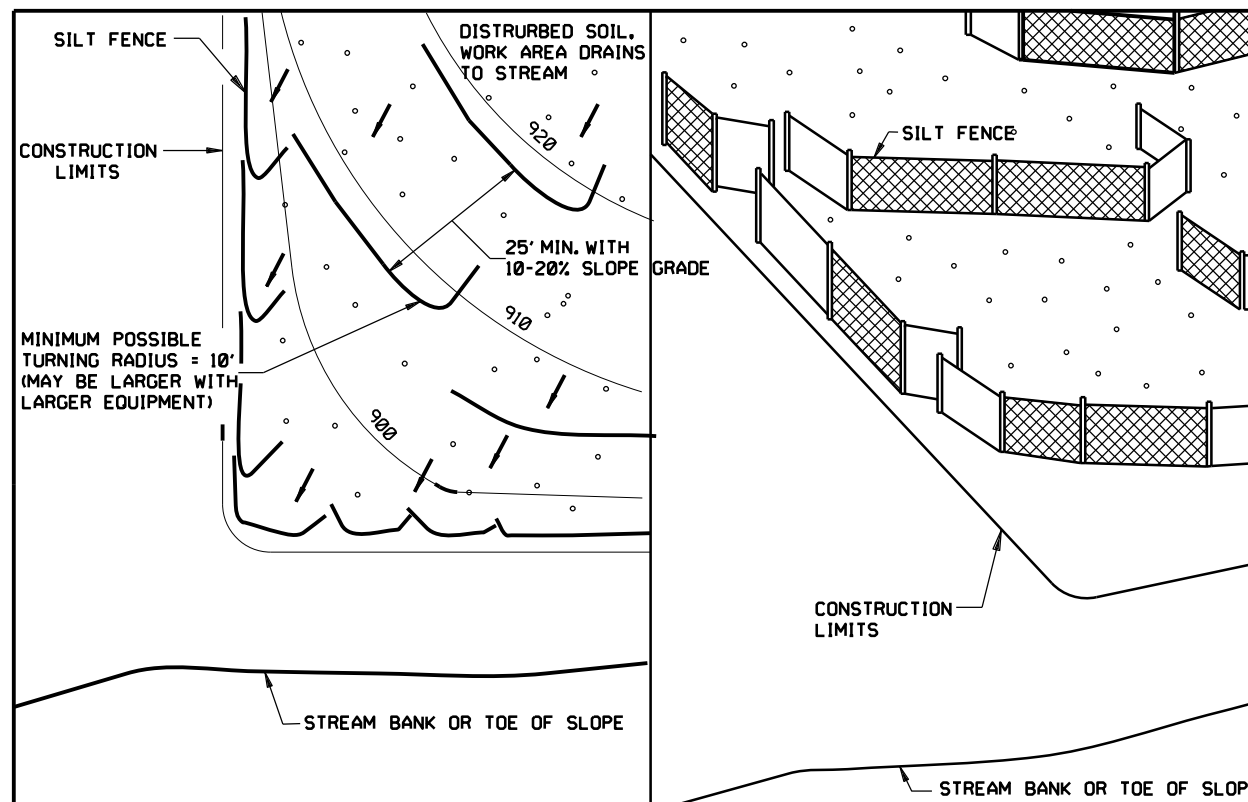 SILT FENCE
DISTRURBED SOIL,
WORK AREA DRAINS
TO STREAM
920
CONSTRUCTION
LIMITS
25' MIN. WITH
10-20% SLOPE GRADE
910
MINIMUM POSSIBLE
TURNING RADIUS = 10'
(MAY BE LARGER WITH
LARGER EQUIPMENT)
900
STREAM BANK OR TOE OF SLOPE
SILT FENCE
CONSTRUCTION
LIMITS
STREAM BANK OR TOE OF SLOP